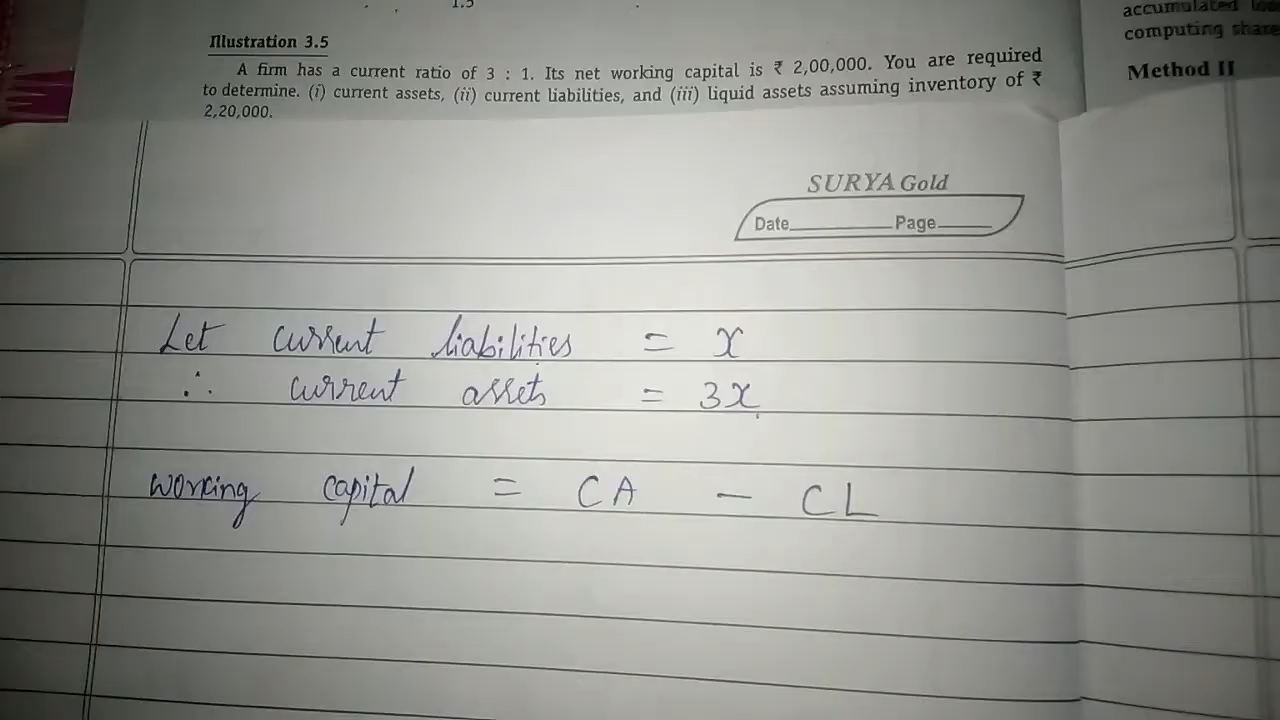 1.5
Illustration 3.5
A firm has a current ratio of 3 : 1. Its net working capital is ₹ 2,00,000. You are required
to determine. (i) current assets, (ii) current liabilities, and (iii) liquid assets assuming inventory of ₹
2,20,000.
accumulated
computing share
Method II
SURYA Gold
Date Page
Let current liabilities = x
∴ current assets = 3x
working capital = CA – CL